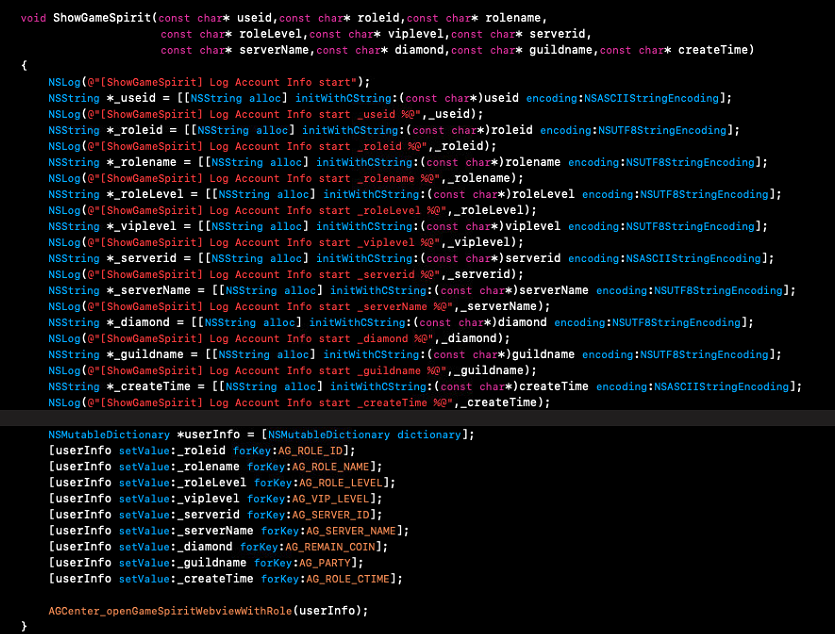 void ShowGameSpirit(const char* useid,const char* roleid,const char* rolename,
const char* roleLevel,const char* viplevel,const char* serverid,
const char* serverName,const char* diamond,const char* guildname,const char* createTime)
{
NSLog(@"[ShowGameSpirit] Log Account Info start");
NSString *_useid = [[NSString alloc] initWithCString:(const char*)useid encoding:NSASCIIStringEncoding];
NSLog(@"[ShowGameSpirit] Log Account Info start _useid %@",_useid);
NSString *_roleid = [[NSString alloc] initWithCString:(const char*)roleid encoding:NSUTF8StringEncoding];
NSLog(@"[ShowGameSpirit] Log Account Info start _roleid %@",_roleid);
NSString *_rolename = [[NSString alloc] initWithCString:(const char*)rolename encoding:NSUTF8StringEncoding];
NSLog(@"[ShowGameSpirit] Log Account Info start _rolename %@",_rolename);
NSString *_roleLevel = [[NSString alloc] initWithCString:(const char*)roleLevel encoding:NSUTF8StringEncoding];
NSLog(@"[ShowGameSpirit] Log Account Info start _roleLevel %@",_roleLevel);
NSString *_viplevel = [[NSString alloc] initWithCString:(const char*)viplevel encoding:NSUTF8StringEncoding];
NSLog(@"[ShowGameSpirit] Log Account Info start _viplevel %@",_viplevel);
NSString *_serverid = [[NSString alloc] initWithCString:(const char*)serverid encoding:NSASCIIStringEncoding];
NSLog(@"[ShowGameSpirit] Log Account Info start _serverid %@",_serverid);
NSString *_serverName = [[NSString alloc] initWithCString:(const char*)serverName encoding:NSUTF8StringEncoding];
NSLog(@"[ShowGameSpirit] Log Account Info start _serverName %@",_serverName);
NSString *_diamond = [[NSString alloc] initWithCString:(const char*)diamond encoding:NSUTF8StringEncoding];
NSLog(@"[ShowGameSpirit] Log Account Info start _diamond %@",_diamond);
NSString *_guildname = [[NSString alloc] initWithCString:(const char*)guildname encoding:NSUTF8StringEncoding];
NSLog(@"[ShowGameSpirit] Log Account Info start _guildname %@",_guildname);
NSString *_createTime = [[NSString alloc] initWithCString:(const char*)createTime encoding:NSASCIIStringEncoding];
NSLog(@"[ShowGameSpirit] Log Account Info start _createTime %@",_createTime);
NSMutableDictionary *userInfo = [NSMutableDictionary dictionary];
[userInfo setValue:_roleid forKey:AG_ROLE_ID];
[userInfo setValue:_rolename forKey:AG_ROLE_NAME];
[userInfo setValue:_roleLevel forKey:AG_ROLE_LEVEL];
[userInfo setValue:_viplevel forKey:AG_VIP_LEVEL];
[userInfo setValue:_serverid forKey:AG_SERVER_ID];
[userInfo setValue:_serverName forKey:AG_SERVER_NAME];
[userInfo setValue:_diamond forKey:AG_REMAIN_COIN];
[userInfo setValue:_guildname forKey:AG_PARTY];
[userInfo setValue:_createTime forKey:AG_ROLE_CTIME];
AGCenter_openGameSpiritWebviewWithRole(userInfo);
}